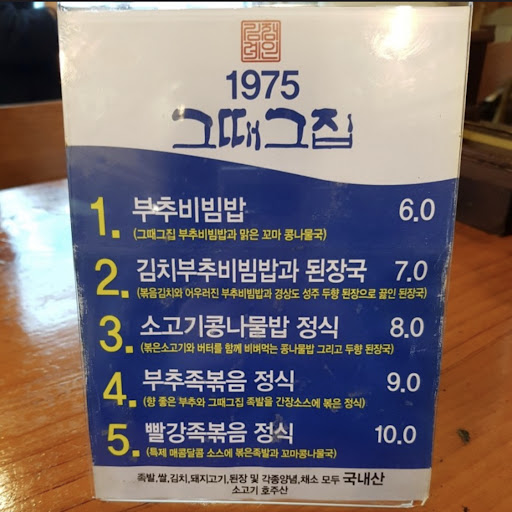 1975
그때그집
1. 부추비빔밥 6.0
(그때그집 부추비빔밥과 맑은 꼬마 콩나물국)
2. 김치부추비빔밥과 된장국 7.0
(볶음김치와 어우러진 부추비빔밥과 경상도 성주 두향 된장으로 끓인 된장국)
3. 소고기콩나물밥 정식 8.0
(볶은소고기와 버터를 함께 비벼먹는 콩나물밥 그리고 두향 된장국)
4. 부추족볶음 정식 9.0
(향 좋은 부추와 그때그집 족발을 간장소스에 볶은 정식)
5. 빨강족볶음 정식 10.0
(특제 매콤달콤 소스에 볶은족발과 꼬마콩나물국)
족발,쌀,김치,돼지고기,된장 및 각종양념,채소 모두 국내산
소고기 호주산